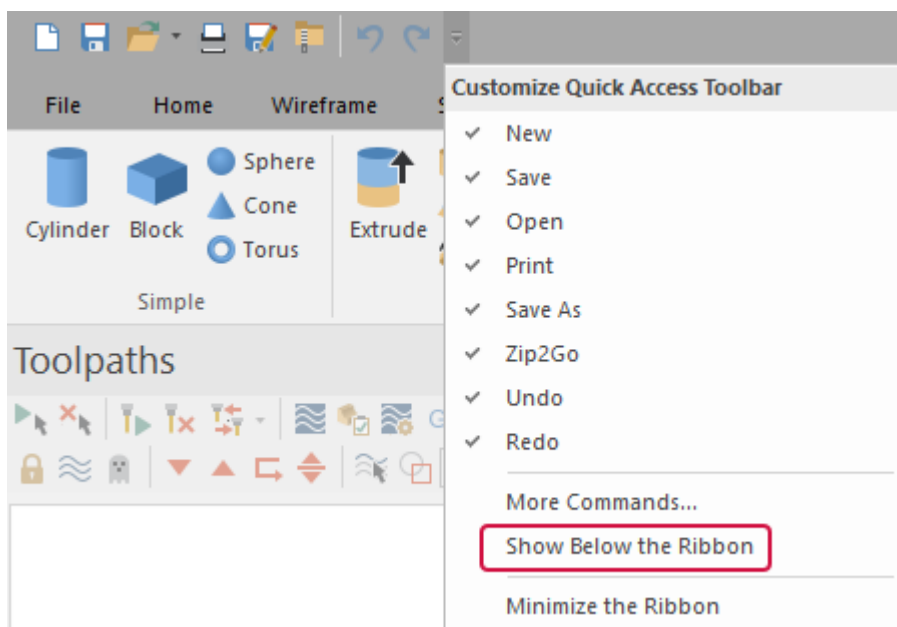 Customize Quick Access Toolbar
File Home Wireframe
New
Save
Open
Print
Save As
Zip2Go
Undo
Redo
More Commands...
Show Below the Ribbon
Minimize the Ribbon
Cylinder
Block
Sphere
Cone
Torus
Extrude
Simple
Toolpaths